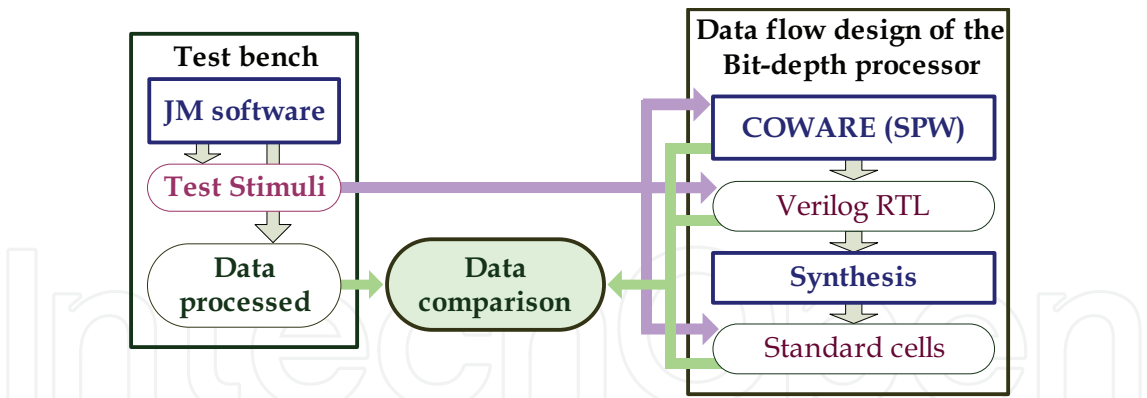 Test bench
JM software
Test Stimuli
Data
processed
Data
comparison
Data flow design of the
Bit-depth processor
COWARE (SPW)
Verilog RTL
Synthesis
Standard cells
IntechOpen